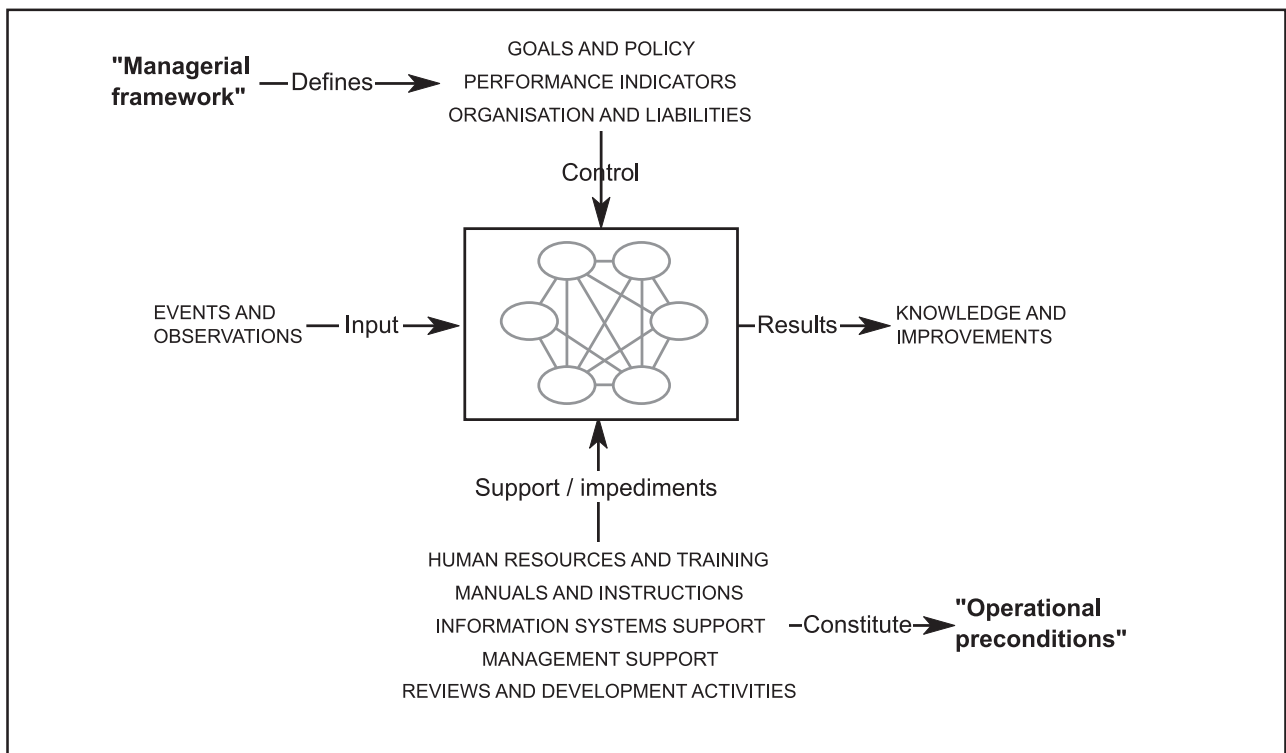 GOALS AND POLICY
"Managerial
framework"
Defines
PERFORMANCE INDICATORS
ORGANISATION AND LIABILITIES
Control
EVENTS AND
OBSERVATIONS
Input
Results
KNOWLEDGE AND
IMPROVEMENTS
Support / impediments
HUMAN RESOURCES AND TRAINING
MANUALS AND INSTRUCTIONS
INFORMATION SYSTEMS SUPPORT
MANAGEMENT SUPPORT
REVIEWS AND DEVELOPMENT ACTIVITIES
Constitute
"Operational
preconditions"